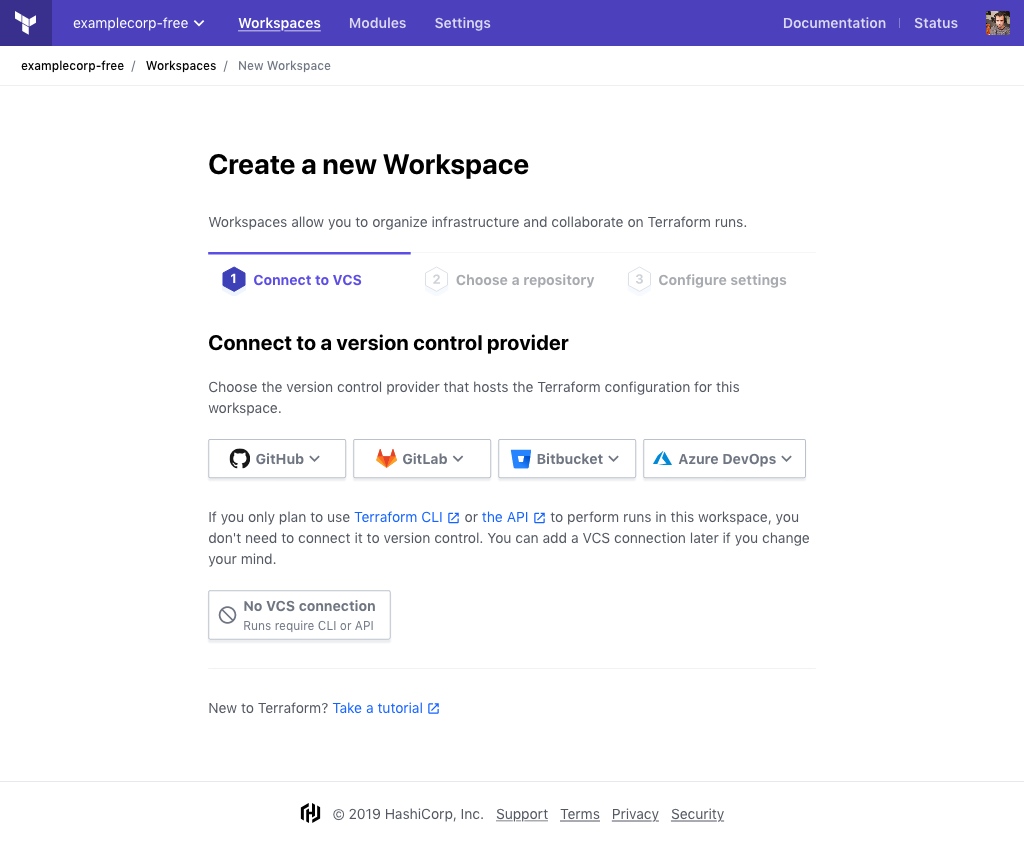 examplecorp-free Workspaces Modules Settings Documentation Status
examplecorp-free / Workspaces / New Workspace
Create a new Workspace
Workspaces allow you to organize infrastructure and collaborate on Terraform runs.
1 Connect to VCS 2 Choose a repository 3 Configure settings
Connect to a version control provider
Choose the version control provider that hosts the Terraform configuration for this
workspace.
GitHub GitLab Bitbucket Azure DevOps
If you only plan to use Terraform CLI or the API to perform runs in this workspace, you
don't need to connect it to version control. You can add a VCS connection later if you change
your mind.
No VCS connection
Runs require CLI or API
New to Terraform? Take a tutorial
© 2019 HashiCorp, Inc. Support Terms Privacy Security